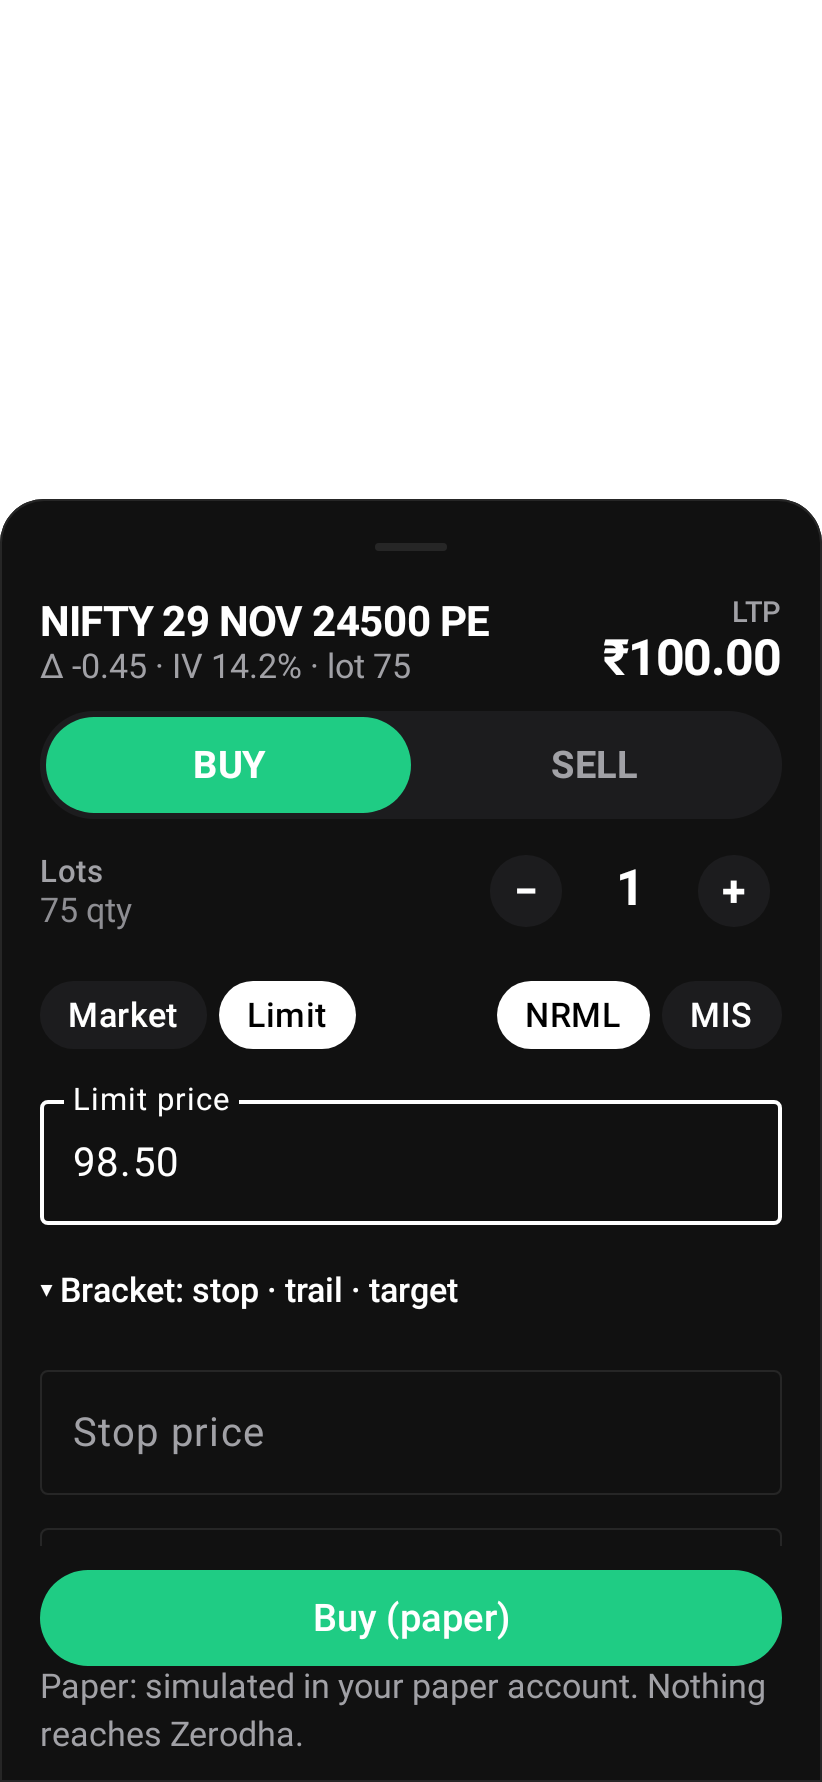 NIFTY 29 NOV 24500 PE
Δ -0.45 · IV 14.2% · lot 75
LTP
₹100.00
BUY
SELL
Lots
75 qty
−
1
+
Market
Limit
NRML
MIS
Limit price
98.50
▾ Bracket: stop · trail · target
Stop price
Buy (paper)
Paper: simulated in your paper account. Nothing
reaches Zerodha.